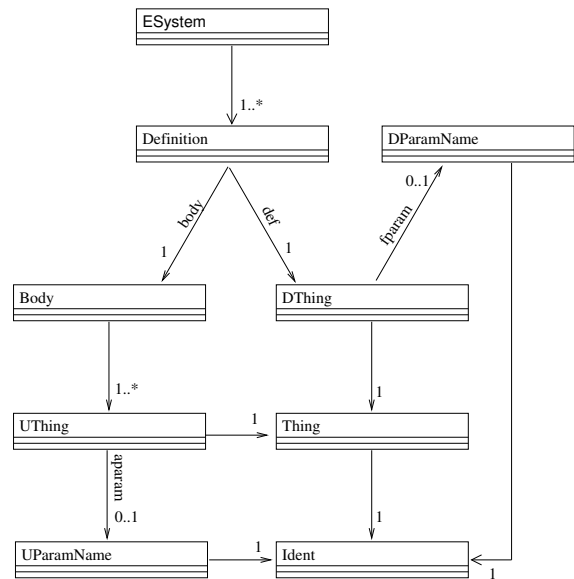 ESystem
1..*
Definition
DParamName
0..1
body
def
fparam
1
1
Body
DThing
1..*
1
UThing
1
Thing
aparam
0..1
1
UParamName
1
Ident
1